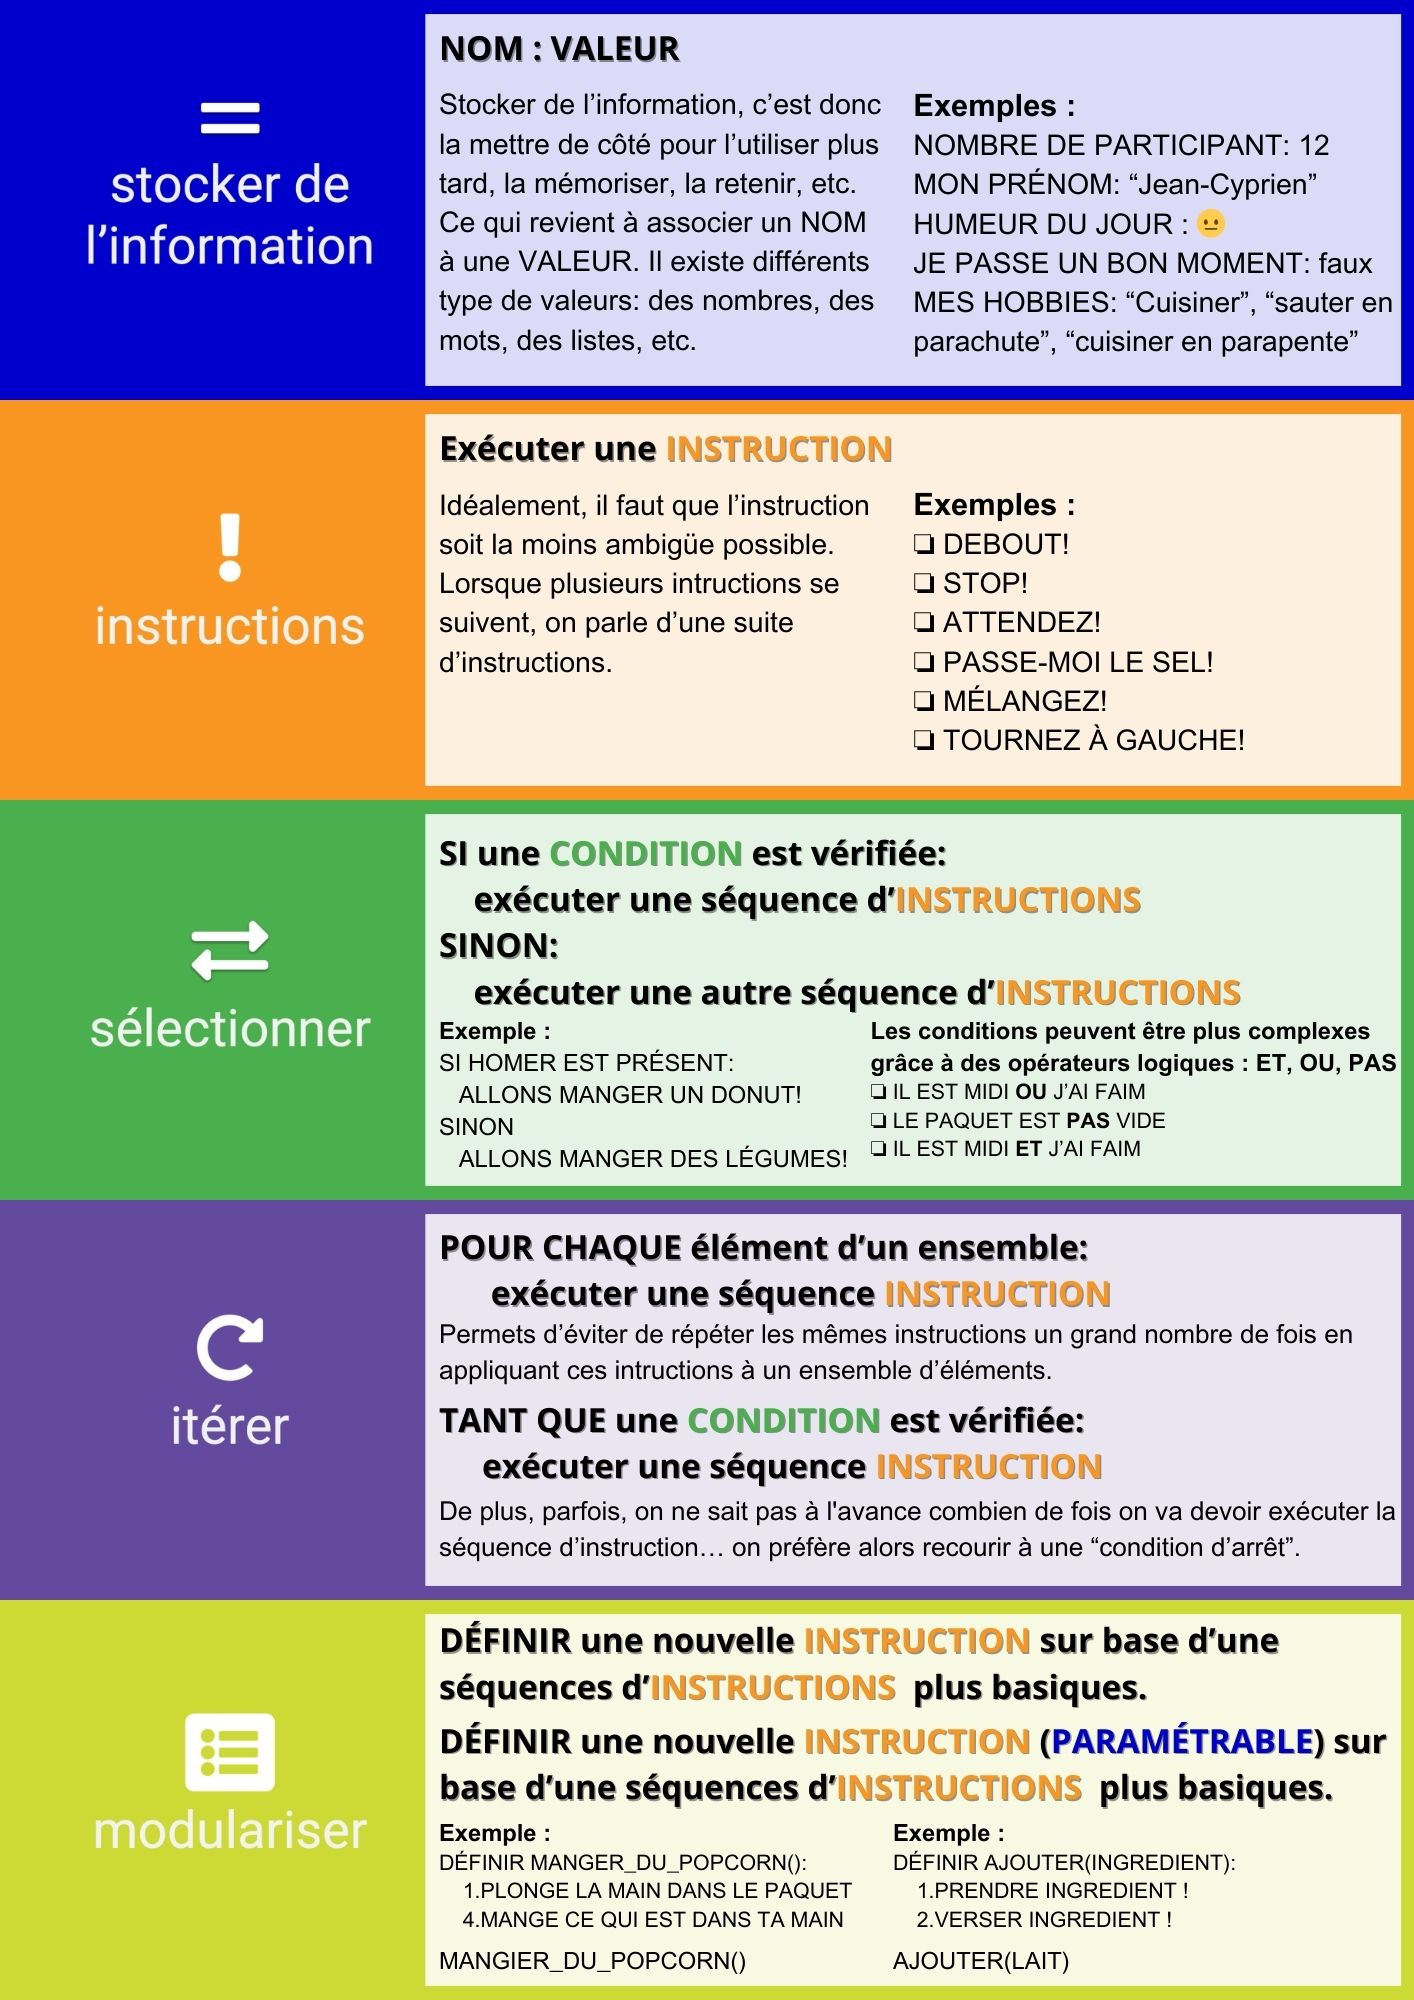 stocker de
l’information
NOM : VALEUR
Stocker de l’information, c’est donc
la mettre de côté pour l’utiliser plus
tard, la mémoriser, la retenir, etc.
Ce qui revient à associer un NOM
à une VALEUR. Il existe différents
type de valeurs: des nombres, des
mots, des listes, etc.
Exemples :
NOMBRE DE PARTICIPANT: 12
MON PRÉNOM: “Jean-Cyprien”
HUMEUR DU JOUR : 😐
JE PASSE UN BON MOMENT: faux
MES HOBBIES: “Cuisiner”, “sauter en
parachute”, “cuisiner en parapente”
instructions
Exécuter une INSTRUCTION
Idéalement, il faut que l’instruction
soit la moins ambigüe possible.
Lorsque plusieurs intructions se
suivent, on parle d’une suite
d’instructions.
Exemples :
❏ DEBOUT!
❏ STOP!
❏ ATTENDEZ!
❏ PASSE-MOI LE SEL!
❏ MÉLANGEZ!
❏ TOURNEZ À GAUCHE!
sélectionner
SI une CONDITION est vérifiée:
exécuter une séquence d’INSTRUCTIONS
SINON:
exécuter une autre séquence d’INSTRUCTIONS
Exemple :
SI HOMER EST PRÉSENT:
ALLONS MANGER UN DONUT!
SINON
ALLONS MANGER DES LÉGUMES!
Les conditions peuvent être plus complexes
grâce à des opérateurs logiques : ET, OU, PAS
❏ IL EST MIDI OU J’AI FAIM
❏ LE PAQUET EST PAS VIDE
❏ IL EST MIDI ET J’AI FAIM
itérer
POUR CHAQUE élément d’un ensemble:
exécuter une séquence INSTRUCTION
Permets d’éviter de répéter les mêmes instructions un grand nombre de fois en
appliquant ces intructions à un ensemble d’éléments.
TANT QUE une CONDITION est vérifiée:
exécuter une séquence INSTRUCTION
De plus, parfois, on ne sait pas à l'avance combien de fois on va devoir exécuter la
séquence d’instruction… on préfère alors recourir à une “condition d’arrêt”.
modulariser
DÉFINIR une nouvelle INSTRUCTION sur base d’une
séquences d’INSTRUCTIONS plus basiques.
DÉFINIR une nouvelle INSTRUCTION (PARAMÉTRABLE) sur
base d’une séquences d’INSTRUCTIONS plus basiques.
Exemple :
DÉFINIR MANGER_DU_POPCORN():
1.PLONGE LA MAIN DANS LE PAQUET
4.MANGE CE QUI EST DANS TA MAIN
MANGIER_DU_POPCORN()
Exemple :
DÉFINIR AJOUTER(INGREDIENT):
1.PRENDRE INGREDIENT !
2.VERSER INGREDIENT !
AJOUTER(LAIT)